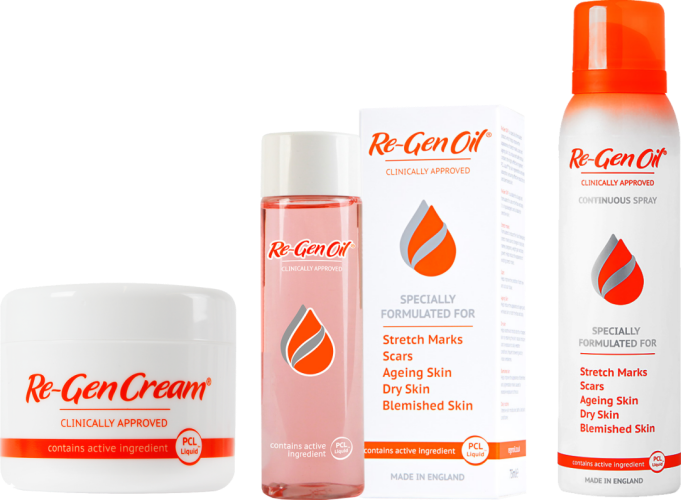 Re-Gen Cream®
CLINICALLY APPROVED
contains active ingredient
PCL
Liquid
Re-Gen Oil
CLINICALLY APPROVED
contains active
ingredient
PCL
Liquid
Re-Gen Oil®
CLINICALLY APPROVED
SPECIALLY
FORMULATED FOR
Stretch Marks
Scars
Ageing Skin
Dry Skin
Blemished Skin
contains active ingredient
PCL
Liquid
MADE IN ENGLAND
Re-Gen Oil®
CLINICALLY APPROVED
CONTINUOUS SPRAY
SPECIALLY
FORMULATED FOR
Stretch Marks
Scars
Ageing Skin
Dry Skin
Blemished Skin
contains active ingredient
PCL
Liquid